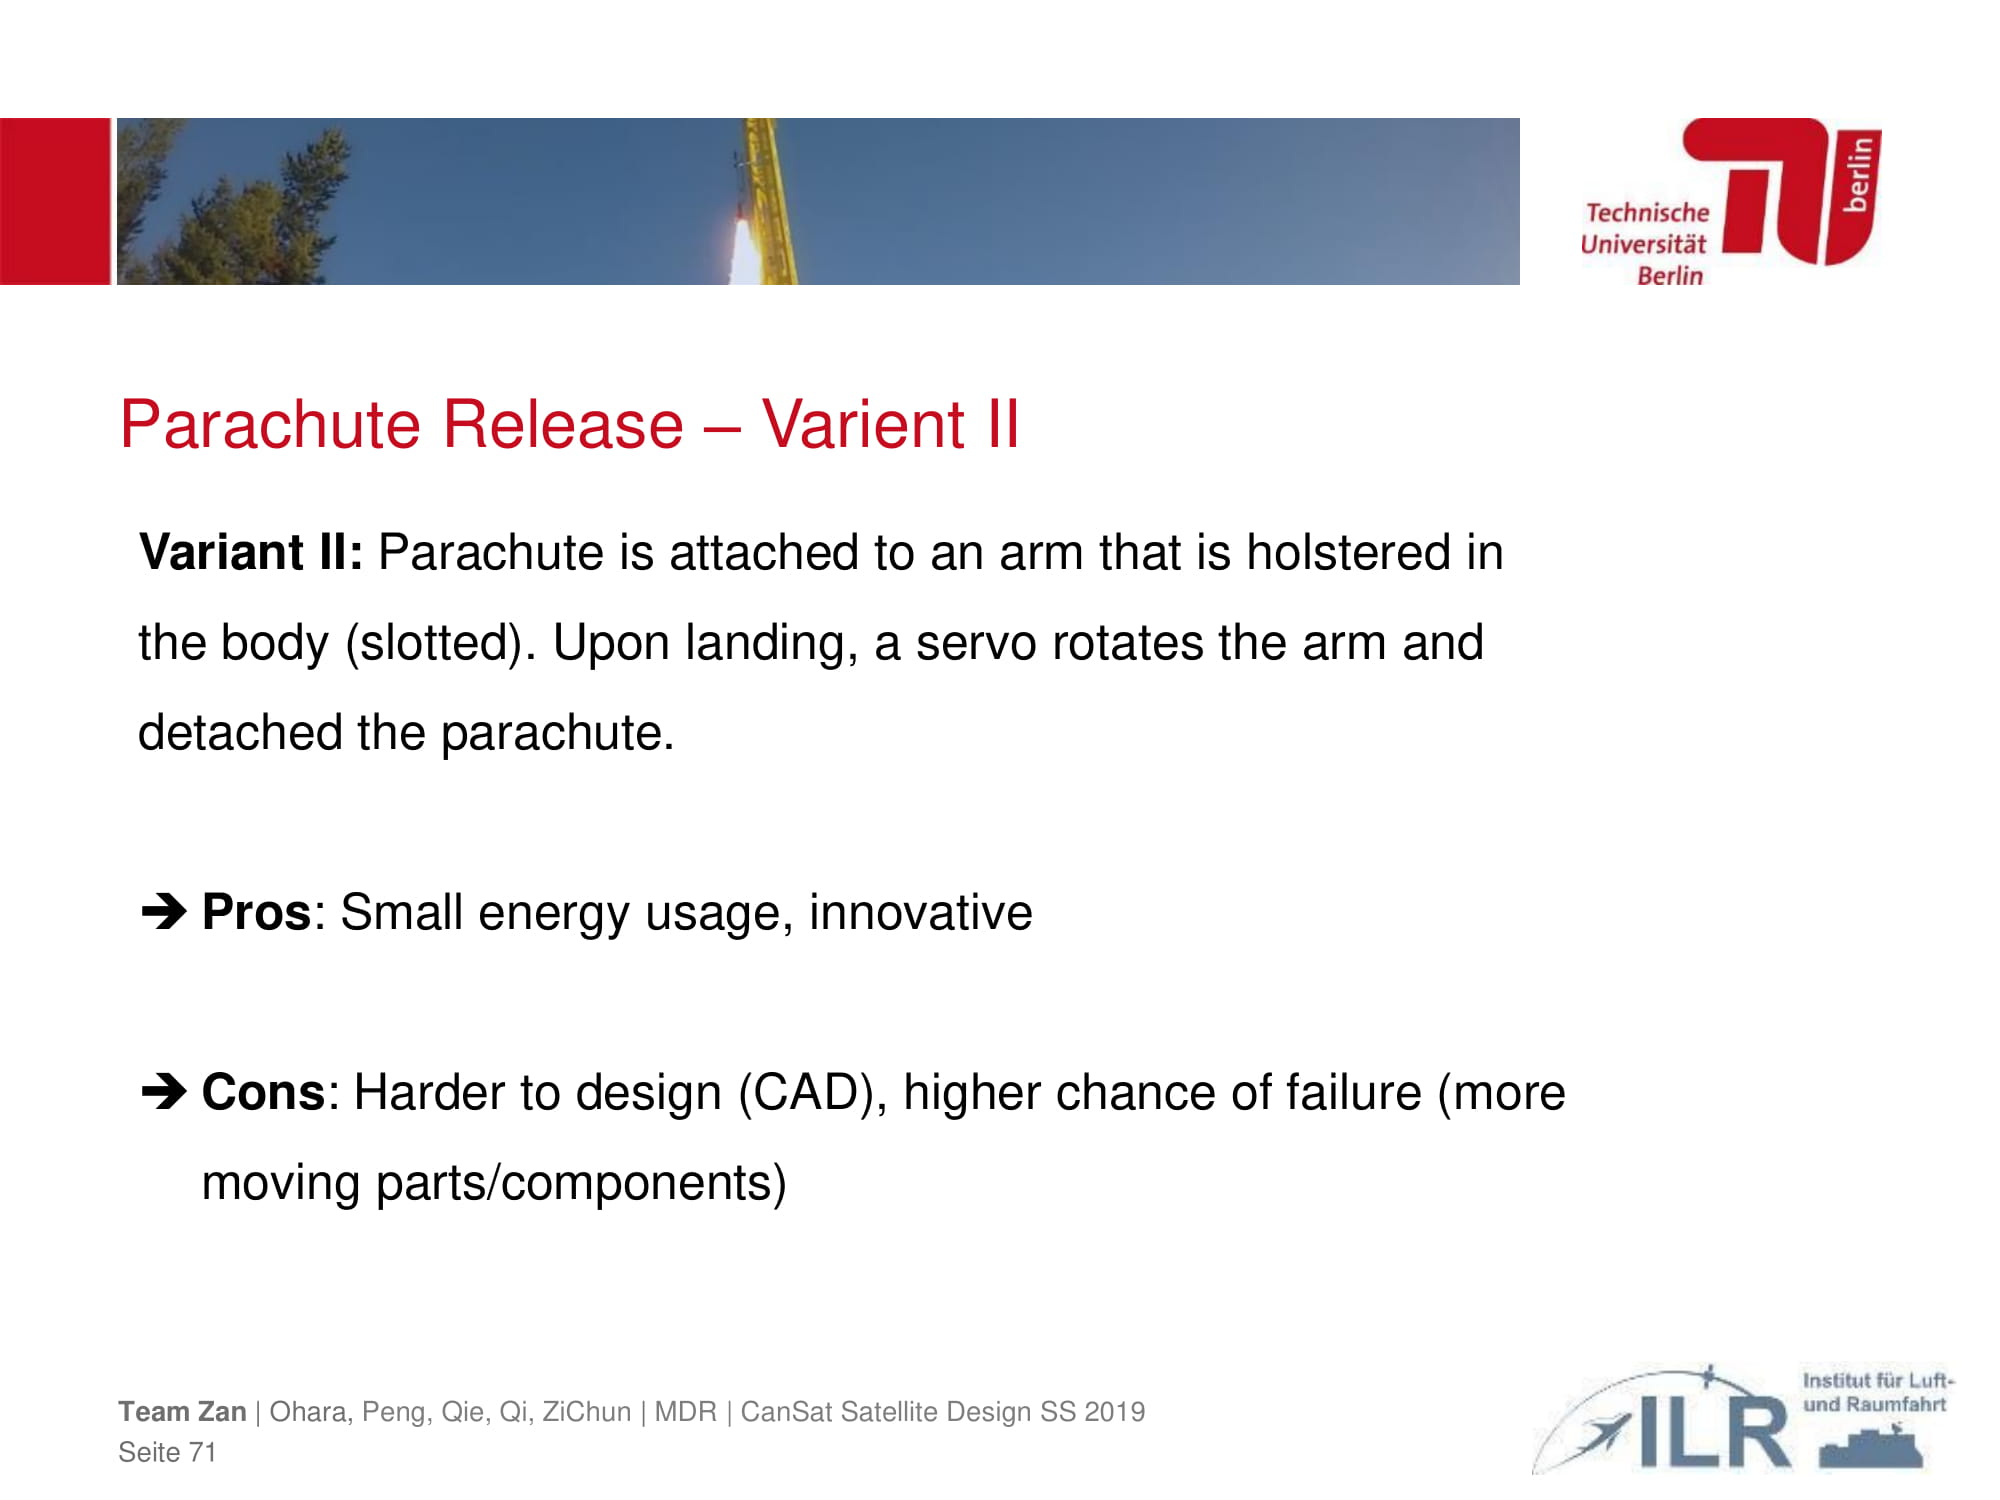 Technische
Universität
Berlin
berlin
Parachute Release – Varient II
Variant II: Parachute is attached to an arm that is holstered in
the body (slotted). Upon landing, a servo rotates the arm and
detached the parachute.
➔ Pros: Small energy usage, innovative
➔ Cons: Harder to design (CAD), higher chance of failure (more
moving parts/components)
Team Zan | Ohara, Peng, Qie, Qi, ZiChun | MDR | CanSat Satellite Design SS 2019
Seite 71
ILR
Institut für Luft-
und Raumfahrt